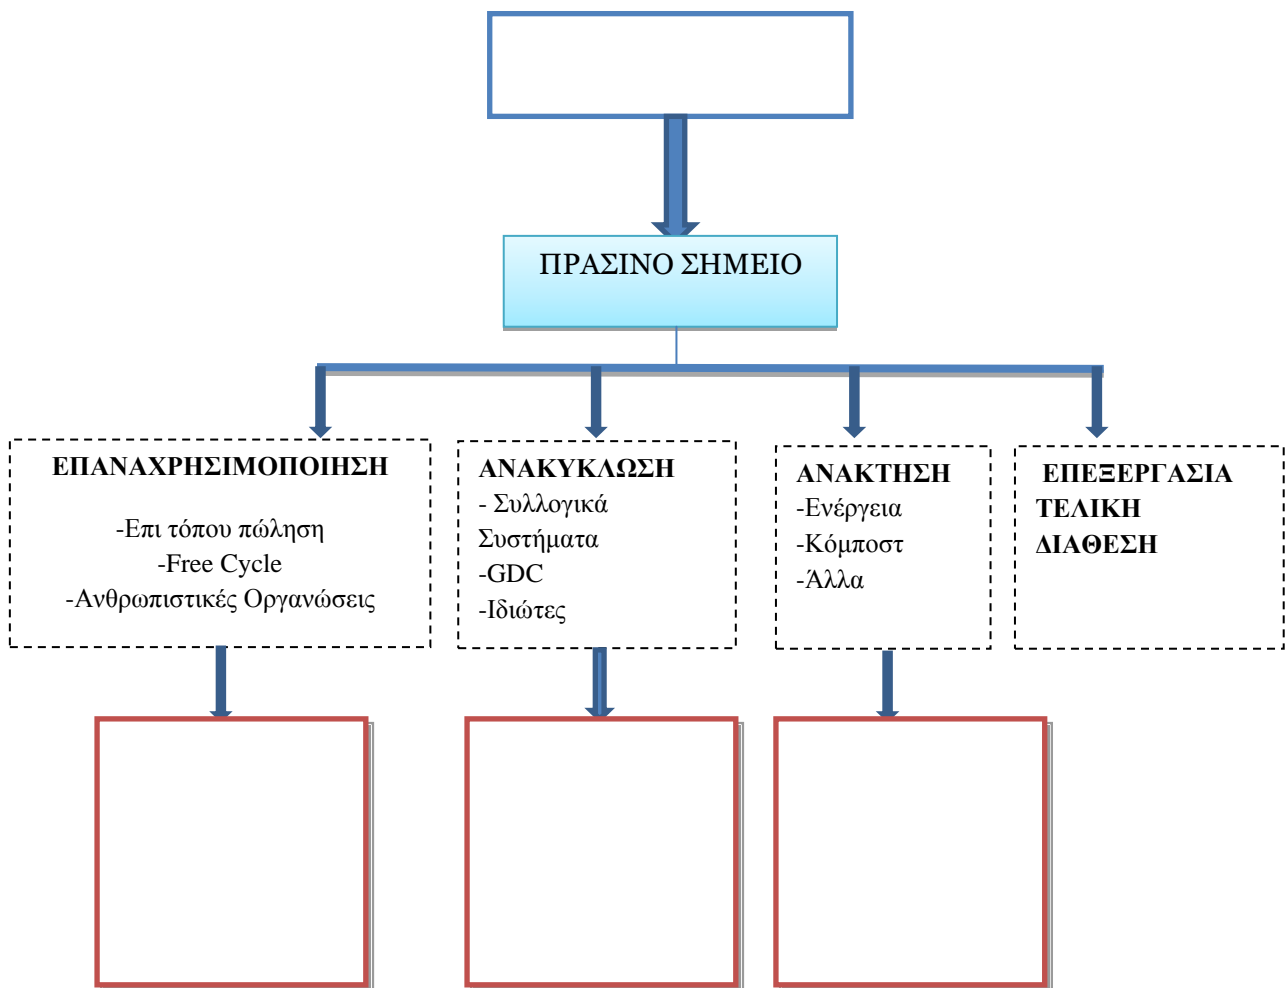 ΠΡΑΣΙΝΟ ΣΗΜΕΙΟ
ΕΠΑΝΑΧΡΗΣΙΜΟΠΟΙΗΣΗ
-Επι τόπου πώληση
-Free Cycle
-Ανθρωπιστικές Οργανώσεις
ΑΝΑΚΥΚΛΩΣΗ
- Συλλογικά
Συστήματα
-GDC
-Ιδιώτες
ΑΝΑΚΤΗΣΗ
-Ενέργεια
-Κόμποστ
-Άλλα
ΕΠΕΞΕΡΓΑΣΙΑ
ΤΕΛΙΚΗ
ΔΙΑΘΕΣΗ